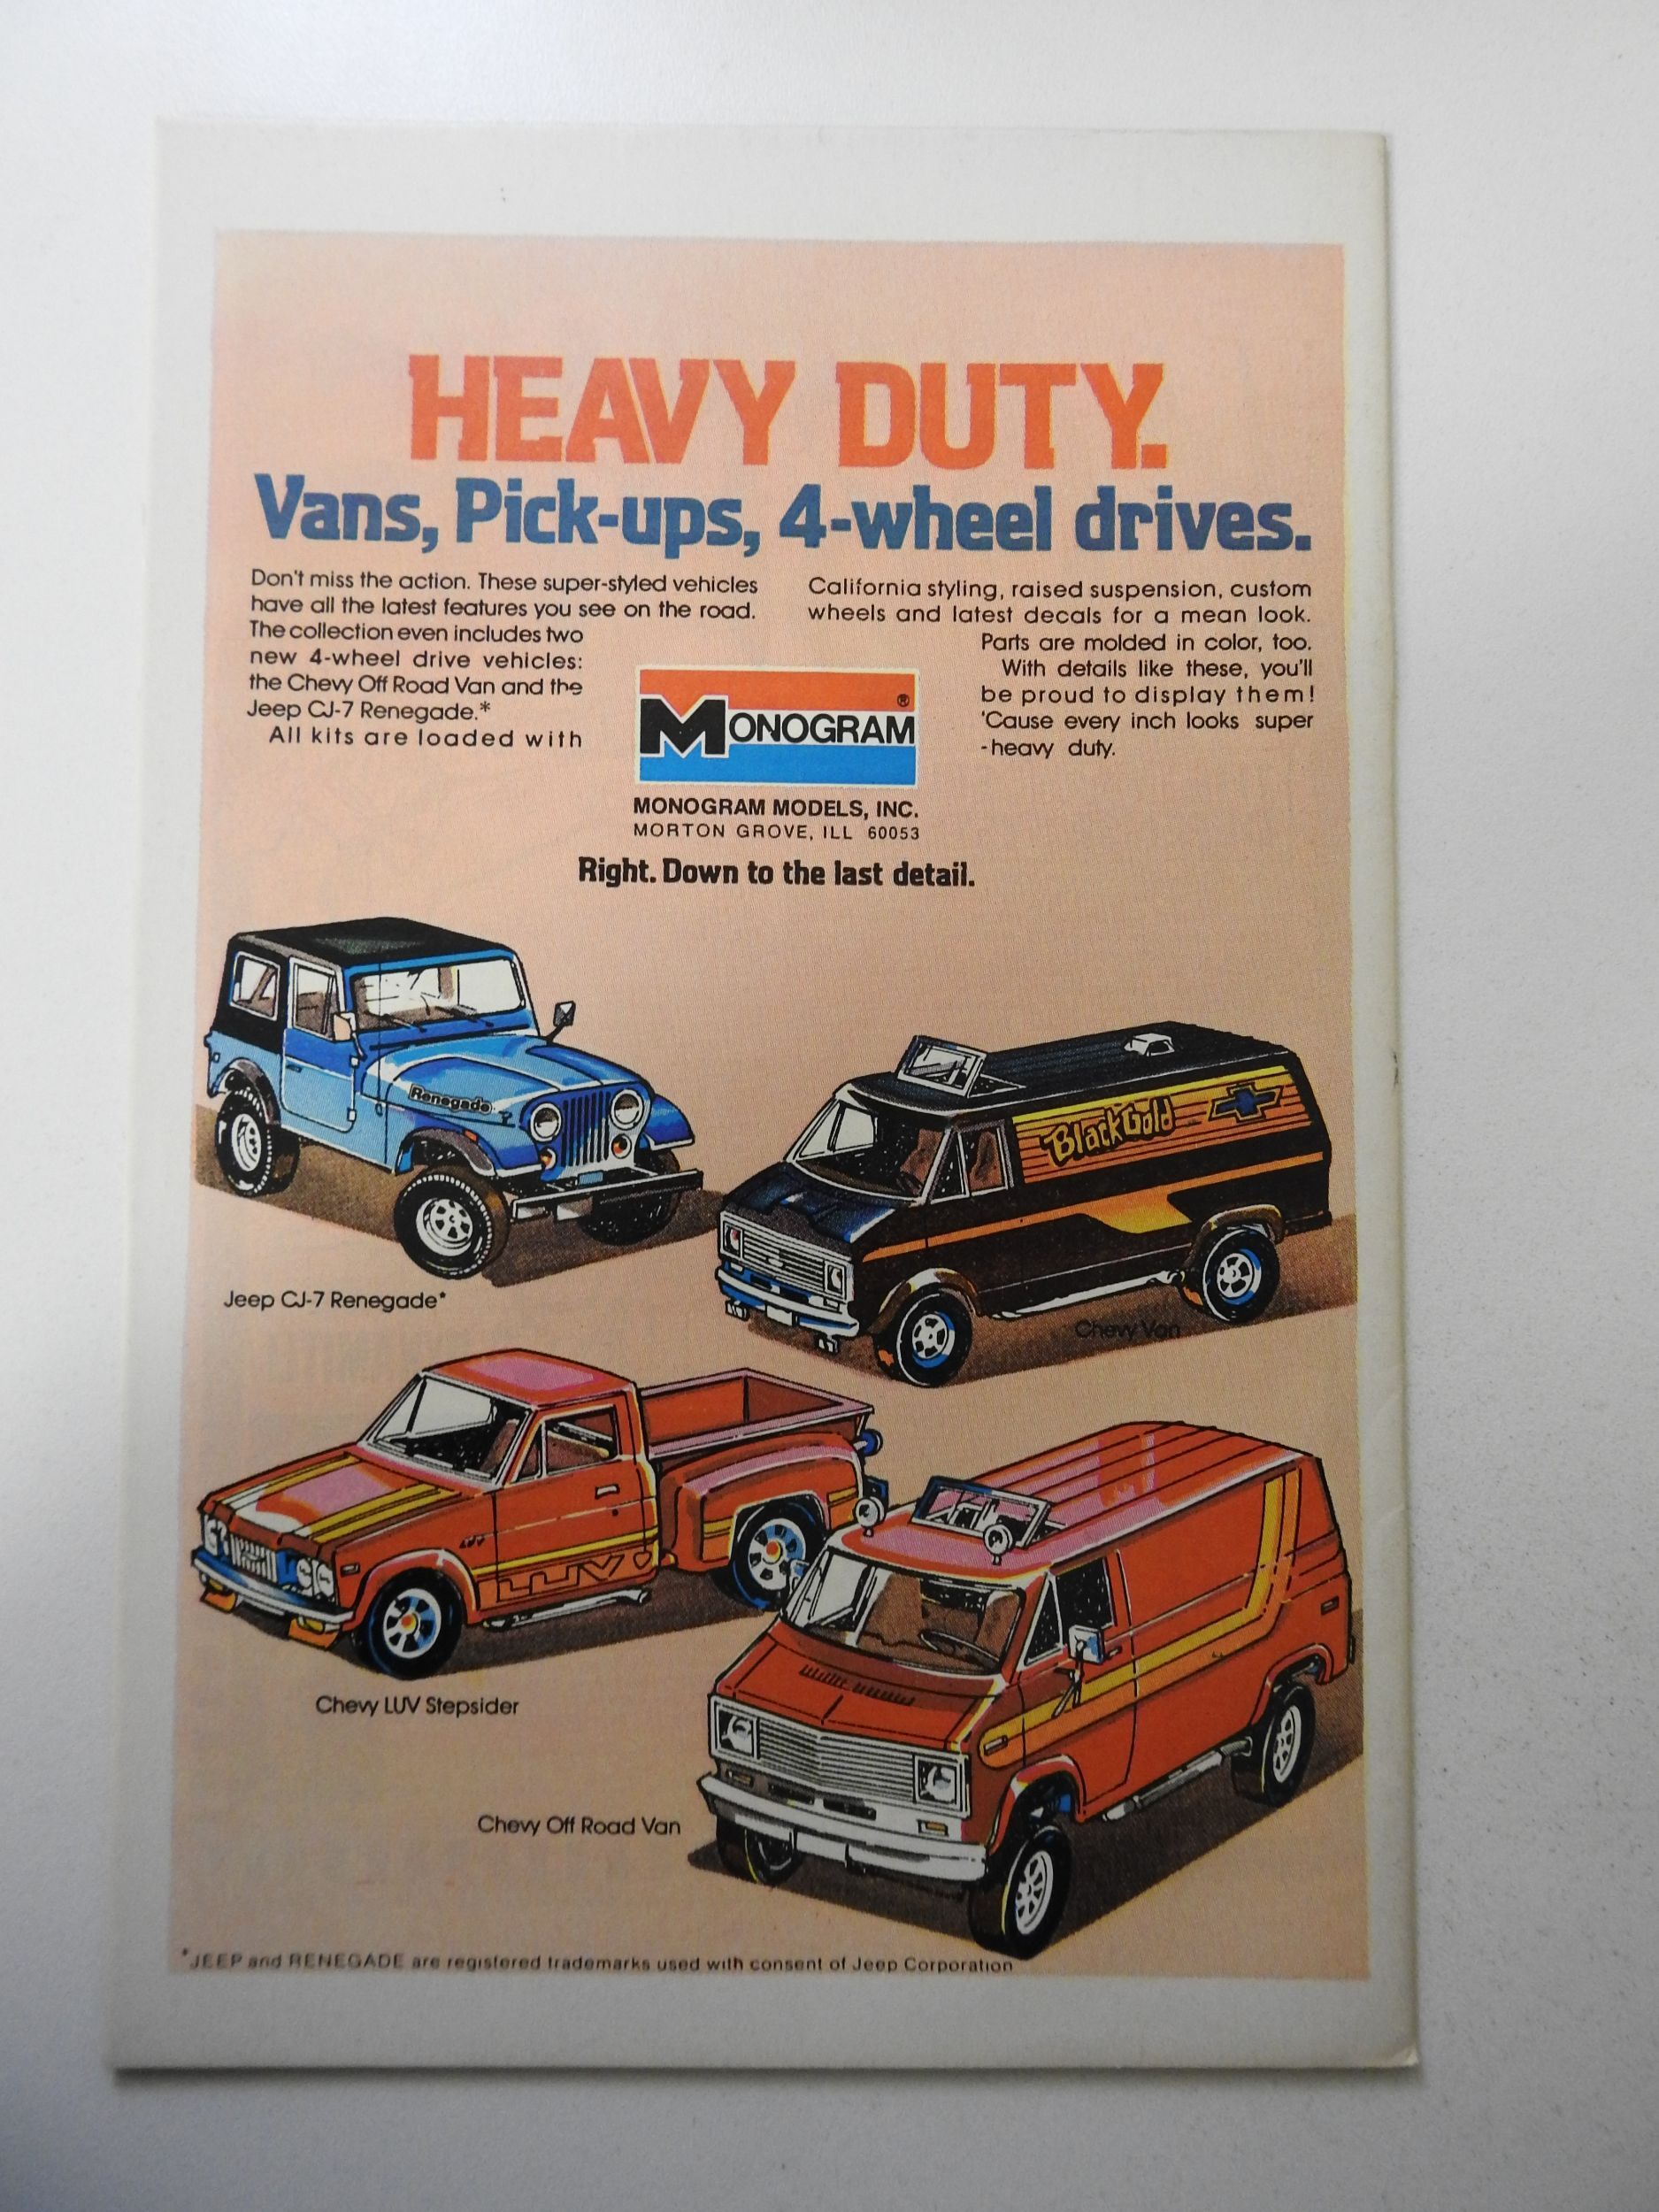 HEAVY DUTY.
Vans, Pick-ups, 4-wheel drives.
Don't miss the action. These super-styled vehicles
have all the latest features you see on the road.
The collection even includes two
new 4-wheel drive vehicles:
the Chevy Off Road Van and the
Jeep CJ-7 Renegade.*
All kits are loaded with
California styling, raised suspension, custom
wheels and latest decals for a mean look.
Parts are molded in color, too.
With details like these, you'll
be proud to display them!
'Cause every inch looks super
-heavy duty.
MONOGRAM ®
MONOGRAM MODELS, INC.
MORTON GROVE, ILL 60053
Right. Down to the last detail.
Renegade
Black Gold
Jeep CJ-7 Renegade*
Chevy Van
LUV
LUV
Chevy LUV Stepsider
Chevy Off Road Van
*JEEP and RENEGADE are registered trademarks used with consent of Jeep Corporation